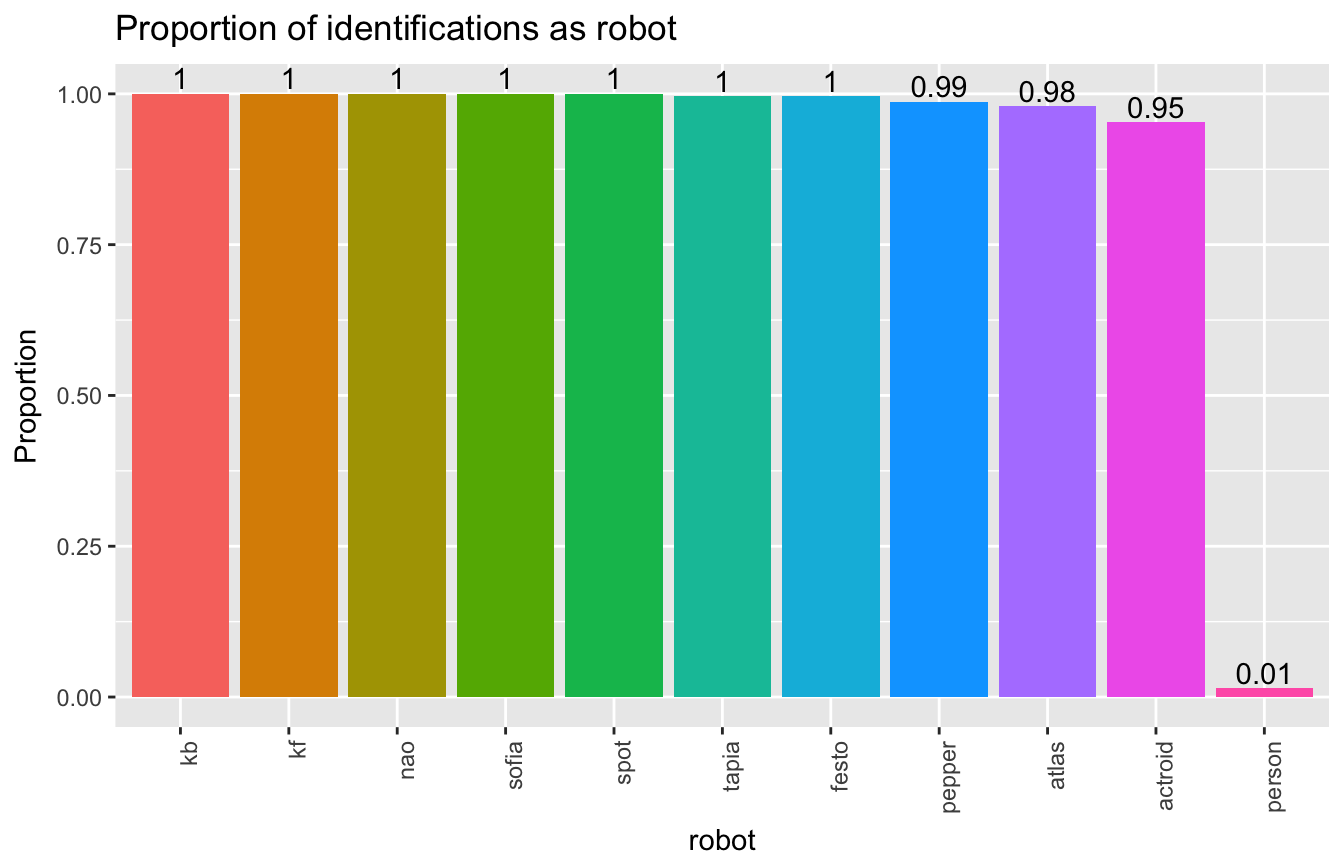 Proportion of identifications as robot
1 1 1 1 1 1 1 0.99 0.98 0.95 0.01
1.00
0.75
0.50
0.25
0.00
Proportion
kb kf nao sofia spot tapia festo pepper atlas actroid person
robot